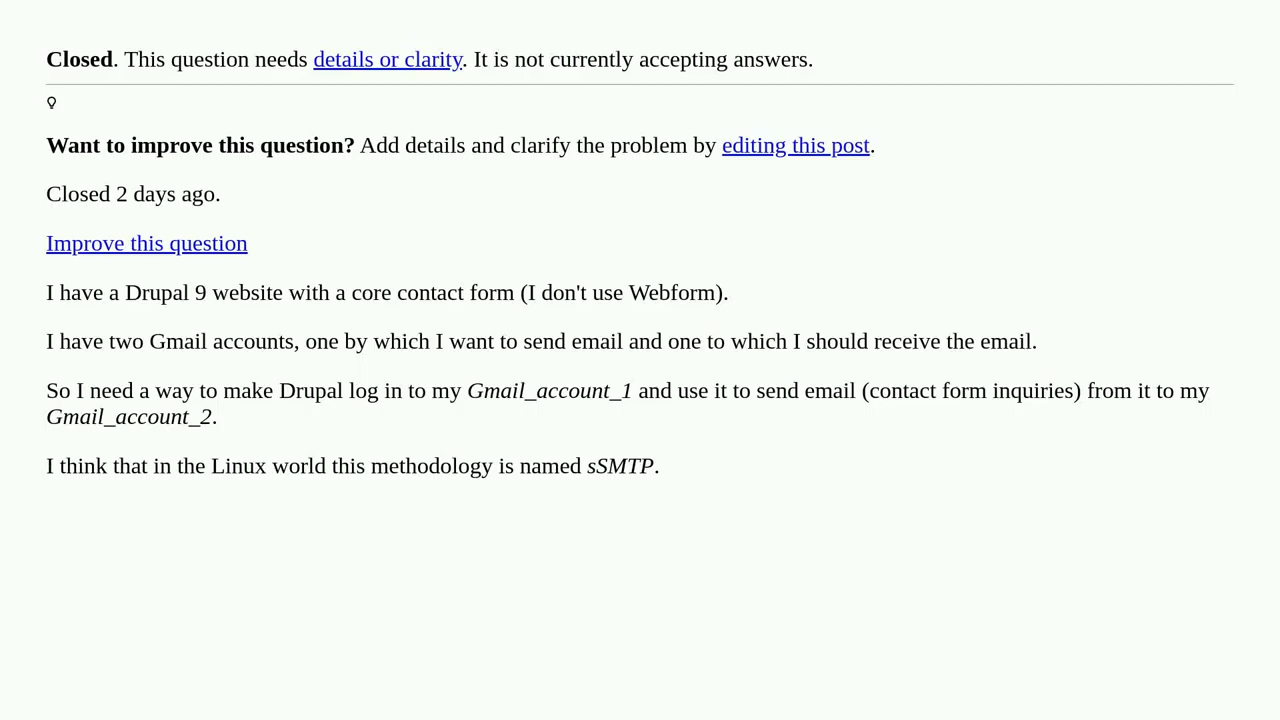 Closed. This question needs details or clarity. It is not currently accepting answers.
Want to improve this question? Add details and clarify the problem by editing this post.
Closed 2 days ago.
Improve this question
I have a Drupal 9 website with a core contact form (I don't use Webform).
I have two Gmail accounts, one by which I want to send email and one to which I should receive the email.
So I need a way to make Drupal log in to my Gmail_account_1 and use it to send email (contact form inquiries) from it to my
Gmail_account_2.
I think that in the Linux world this methodology is named sSMTP.